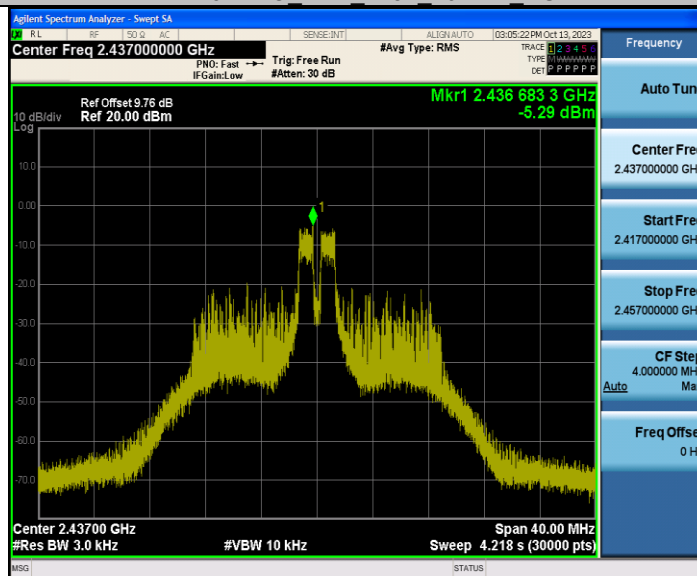 Agilent Spectrum Analyzer - Swept SA
RL RF 50 Ω AC SENSE:INT ALIGN AUTO 03:05:22 PM Oct 13, 2023
Center Freq 2.437000000 GHz #Avg Type: RMS TRACE 1 2 3 4 5 6
PNO: Fast Trig: Free Run TYPE M W W W W W
IFGain:Low #Atten: 30 dB DET P P P P P P
Ref Offset 9.76 dB Mkr1 2.436 683 3 GHz
10 dB/div Ref 20.00 dBm -5.29 dBm
Log
10.0
0.00
-10.0
-20.0
-30.0
-40.0
-50.0
-60.0
-70.0
1
Center 2.43700 GHz Span 40.00 MHz
#Res BW 3.0 kHz #VBW 10 kHz Sweep 4.218 s (30000 pts)
MSG STATUS
Frequency
Auto Tun
Center Fre
2.437000000 GH
Start Fre
2.417000000 GH
Stop Fre
2.457000000 GH
CF Step
4.000000 MH
Auto Ma
Freq Offse
0 H